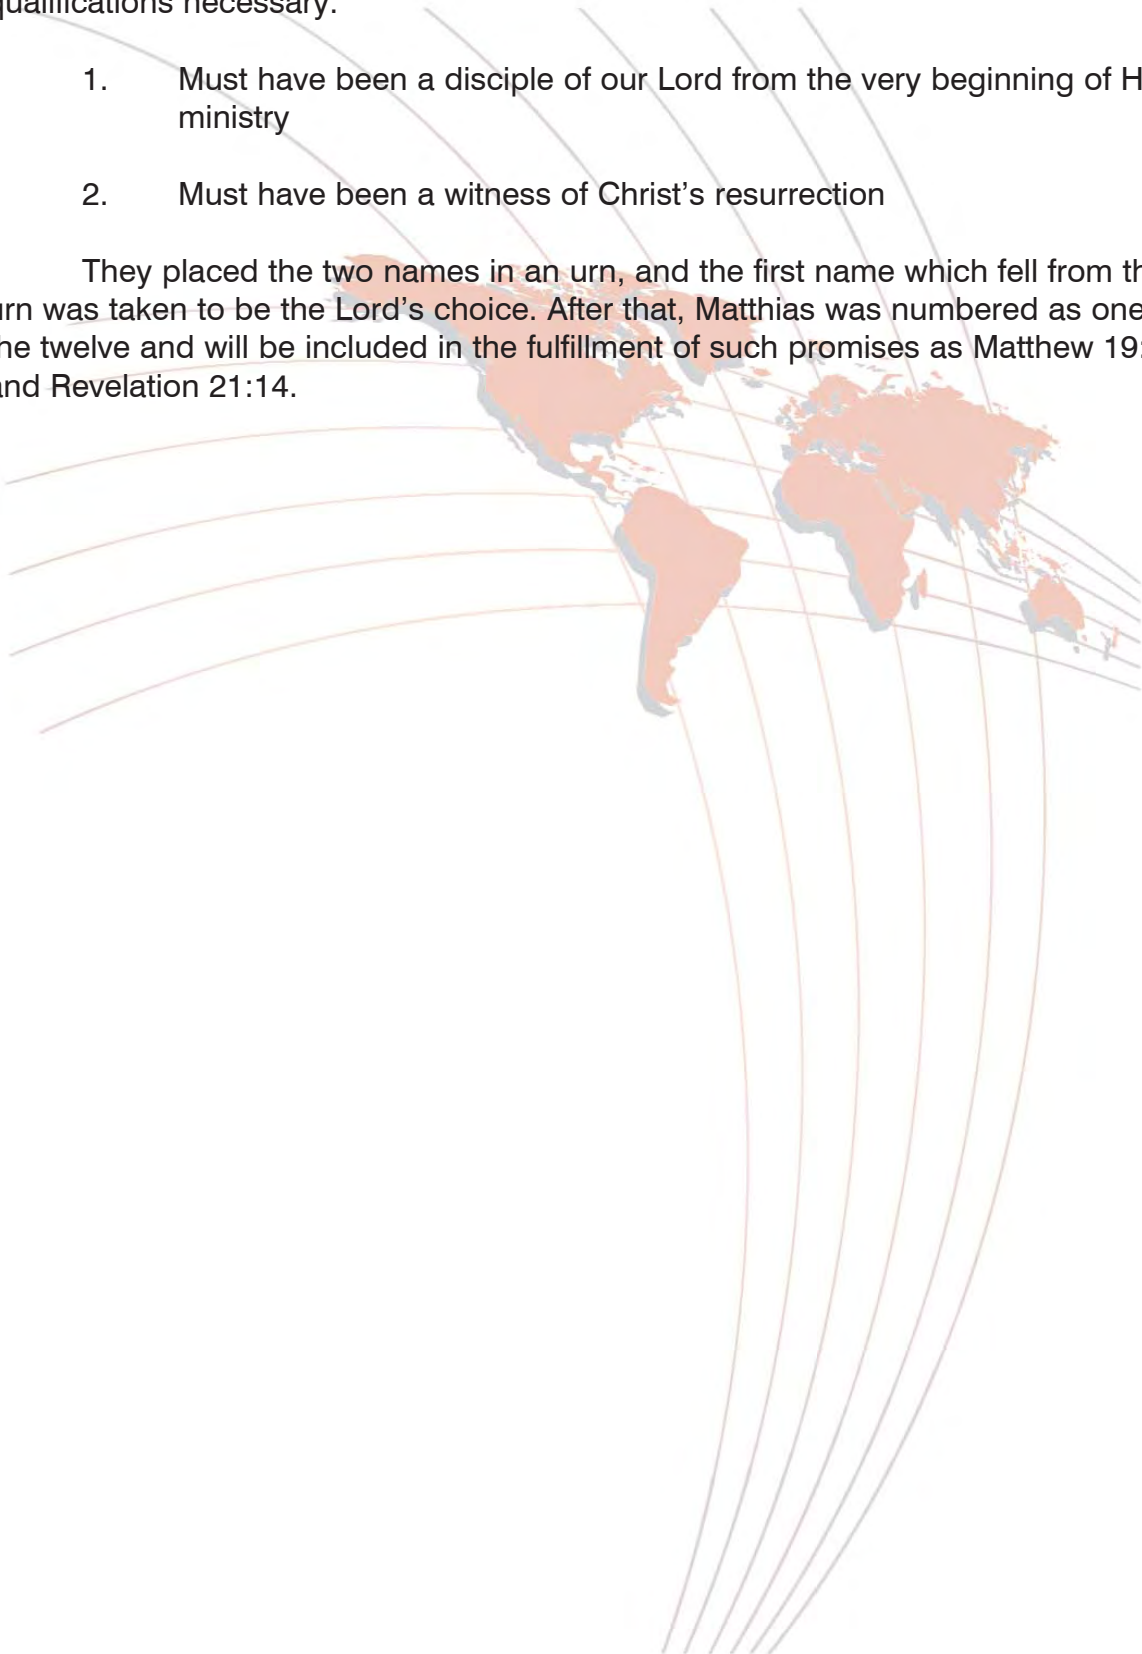 qualifications necessary.
1. Must have been a disciple of our Lord from the very beginning of H
ministry
2. Must have been a witness of Christ's resurrection
They placed the two names in an urn, and the first name which fell from th
urn was taken to be the Lord's choice. After that, Matthias was numbered as one
the twelve and will be included in the fulfillment of such promises as Matthew 19:
and Revelation 21:14.